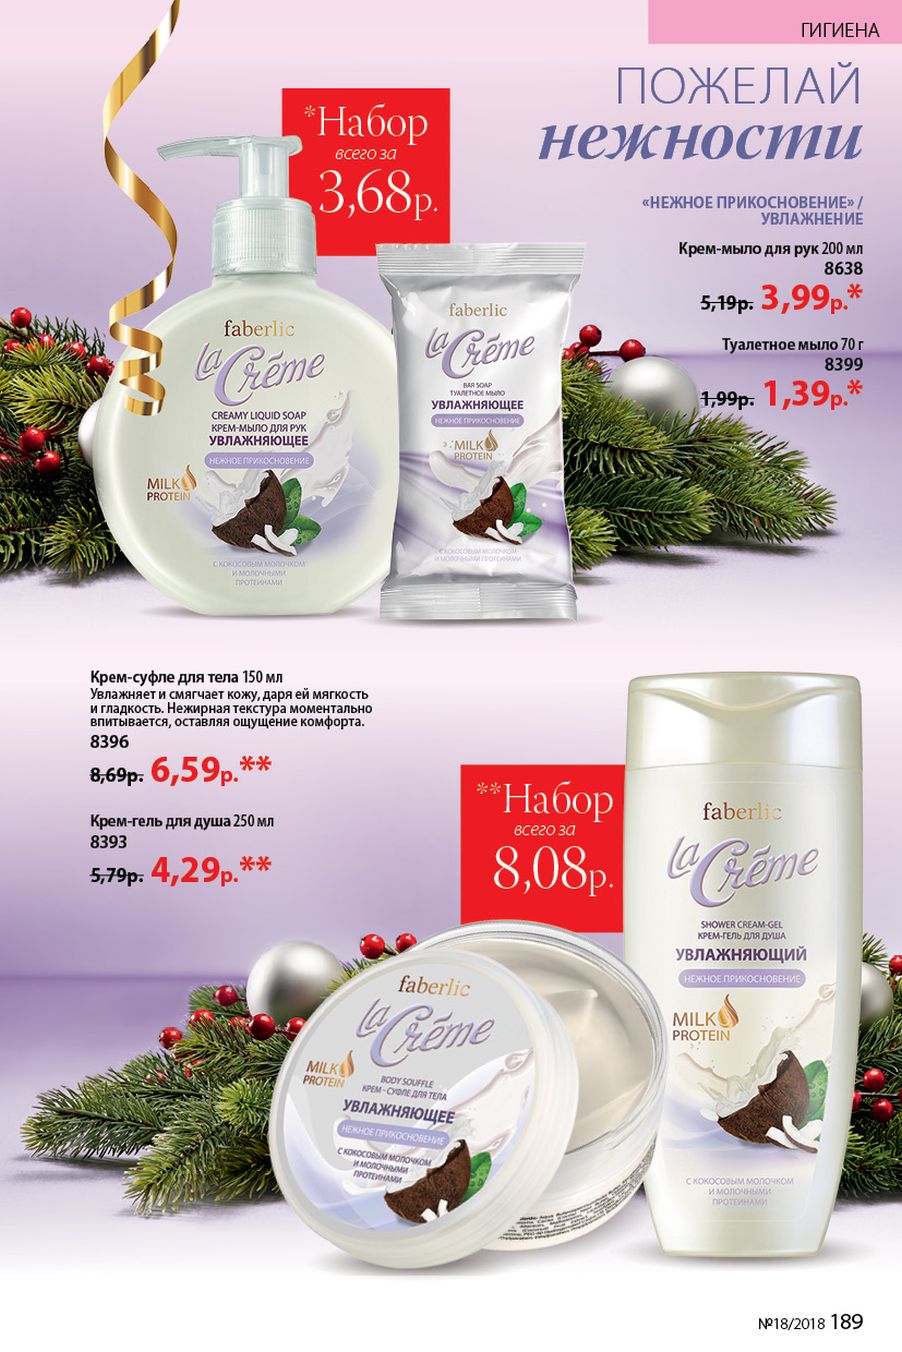 ГИГИЕНА
ПОЖЕЛАЙ
нежности
*Набор
всего за
3,68р.
«НЕЖНОЕ ПРИКОСНОВЕНИЕ» /
УВЛАЖНЕНИЕ
Крем-мыло для рук 200 мл
8638
5,19р. 3,99р.*
Туалетное мыло 70 г
8399
1,99р. 1,39р.*
faberlic
La Crēme
CREAMY LIQUID SOAP
КРЕМ-МЫЛО ДЛЯ РУК
УВЛАЖНЯЮЩЕЕ
НЕЖНОЕ ПРИКОСНОВЕНИЕ
MILK
PROTEIN
С КОКОСОВЫМ МОЛОЧКОМ
И МОЛОЧНЫМИ
ПРОТЕИНАМИ
faberlic
La Crēme
BAR SOAP
ТУАЛЕТНОЕ МЫЛО
УВЛАЖНЯЮЩЕЕ
НЕЖНОЕ ПРИКОСНОВЕНИЕ
MILK
PROTEIN
С КОКОСОВЫМ МОЛОЧКОМ
И МОЛОЧНЫМИ ПРОТЕИНАМИ
Крем-суфле для тела 150 мл
Увлажняет и смягчает кожу, даря ей мягкость
и гладкость. Нежирная текстура моментально
впитывается, оставляя ощущение комфорта.
8396
8,69р. 6,59р.**
Крем-гель для душа 250 мл
8393
5,79р. 4,29р.**
**Набор
всего за
8,08р.
faberlic
La Crēme
BODY SOUFFLE
КРЕМ-СУФЛЕ ДЛЯ ТЕЛА
УВЛАЖНЯЮЩЕЕ
НЕЖНОЕ ПРИКОСНОВЕНИЕ
MILK
PROTEIN
С КОКОСОВЫМ МОЛОЧКОМ
И МОЛОЧНЫМИ
ПРОТЕИНАМИ
faberlic
La Crēme
SHOWER CREAM-GEL
КРЕМ-ГЕЛЬ ДЛЯ ДУША
УВЛАЖНЯЮЩИЙ
НЕЖНОЕ ПРИКОСНОВЕНИЕ
MILK
PROTEIN
С КОКОСОВЫМ МОЛОЧКОМ
И МОЛОЧНЫМИ
ПРОТЕИНАМИ
№18/2018 189